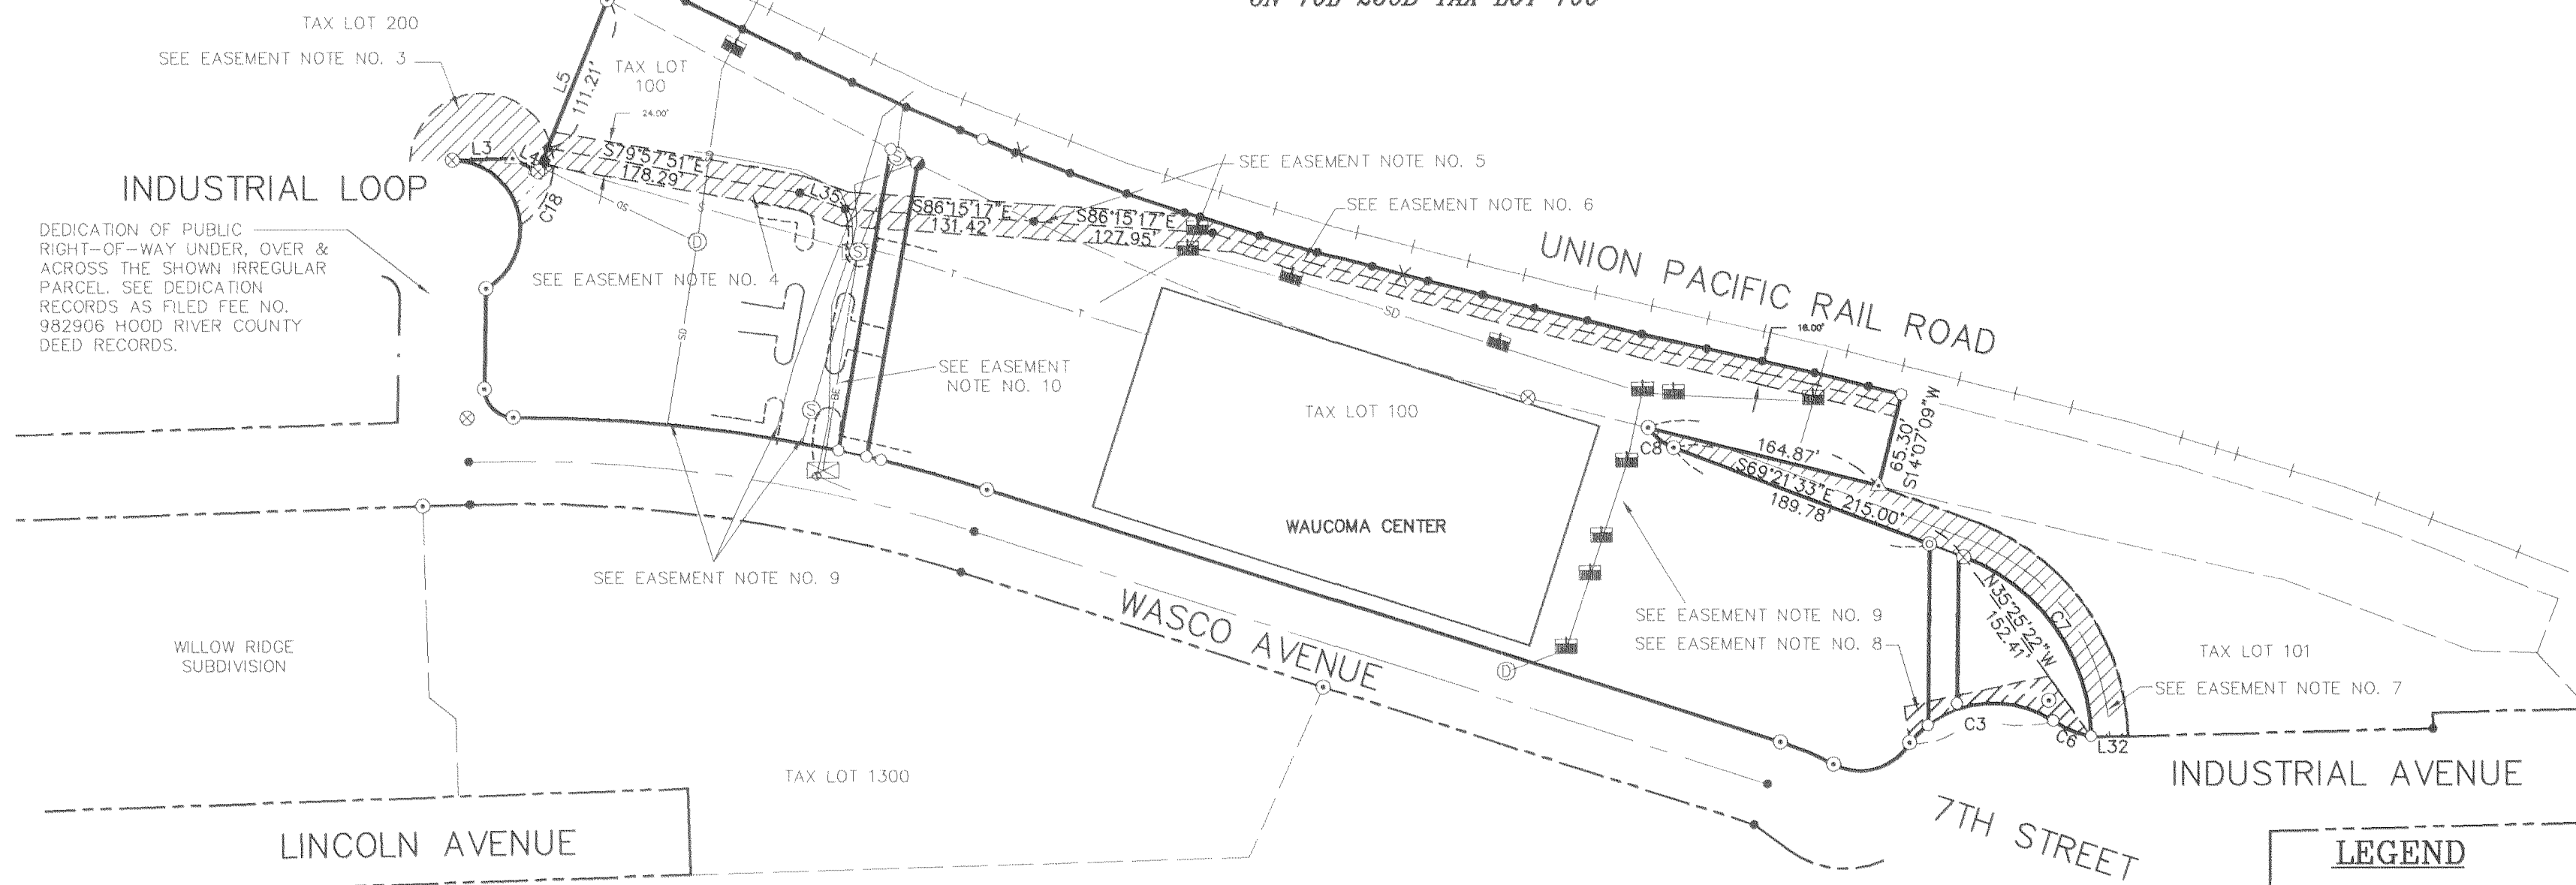 TAX LOT 200
SEE EASEMENT NOTE NO. 3
L5
111.21'
TAX LOT
100
24.00'
L3
L4
C18
S79°57'51"E
178.29'
L35
S86°15'17"E
131.42'
S86°15'17"E
127.95'
SEE EASEMENT NOTE NO. 5
SEE EASEMENT NOTE NO. 6
INDUSTRIAL LOOP
DEDICATION OF PUBLIC
RIGHT-OF-WAY UNDER, OVER &
ACROSS THE SHOWN IRREGULAR
PARCEL. SEE DEDICATION
RECORDS AS FILED FEE NO.
982906 HOOD RIVER COUNTY
DEED RECORDS.
SEE EASEMENT NOTE NO. 4
SD
S
D
SD
S
S
S
BE
T
T
SD
UNION PACIFIC RAIL ROAD
16.00'
SEE EASEMENT
NOTE NO. 10
TAX LOT 100
WAUCOMA CENTER
C8
164.87'
S69°21'33"E 215.00'
189.78'
65.30'
S14°07'09"W
SEE EASEMENT NOTE NO. 9
WASCO AVENUE
D
SEE EASEMENT NOTE NO. 9
SEE EASEMENT NOTE NO. 8
N35°25'22"W
152.41'
C7
C3
C6
L32
TAX LOT 101
SEE EASEMENT NOTE NO. 7
WILLOW RIDGE
SUBDIVISION
TAX LOT 1300
LINCOLN AVENUE
INDUSTRIAL AVENUE
7TH STREET
LEGEND